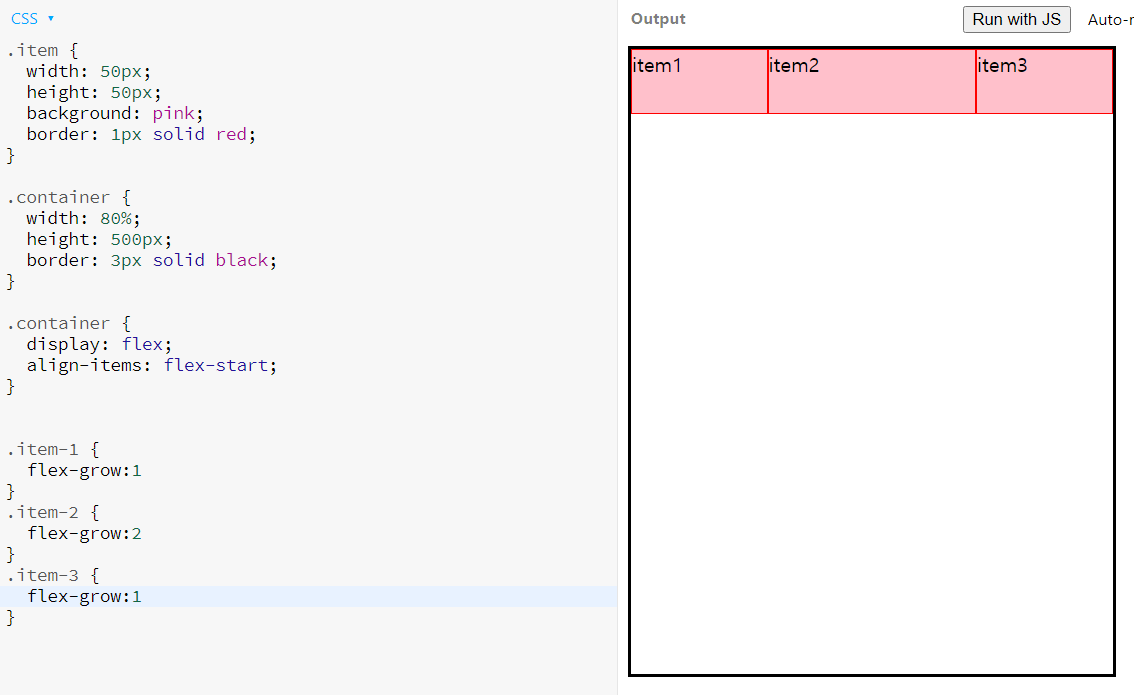 CSS ▾
.item {
  width: 50px;
  height: 50px;
  background: pink;
  border: 1px solid red;
}
.container {
  width: 80%;
  height: 500px;
  border: 3px solid black;
}
.container {
  display: flex;
  align-items: flex-start;
}
.item-1 {
  flex-grow:1
}
.item-2 {
  flex-grow:2
}
.item-3 {
  flex-grow:1
}
Output
Run with JS
Auto-r
item1
item2
item3